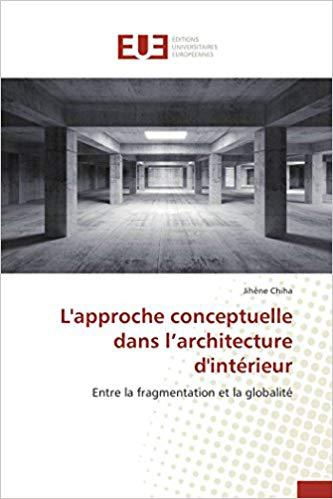 EUE
ÉDITIONS
UNIVERSITAIRES
EUROPÉENNES
Jihène Chiha
L'approche conceptuelle
dans l’architecture
d'intérieur
Entre la fragmentation et la globalité